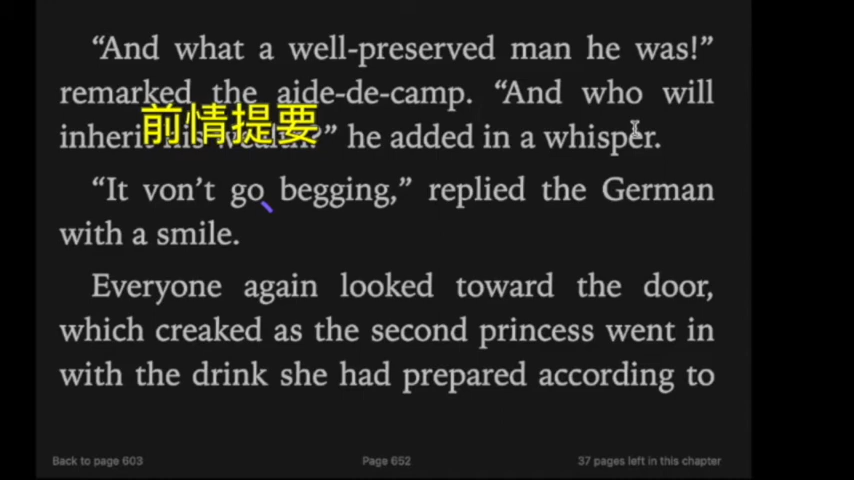 “And what a well-preserved man he was!”
remarked the aide-de-camp. “And who will
inherit his wealth?” he added in a whisper.
前情提要
“It von’t go begging,” replied the German
with a smile.
Everyone again looked toward the door,
which creaked as the second princess went in
with the drink she had prepared according to
Back to page 603
Page 652
37 pages left in this chapter